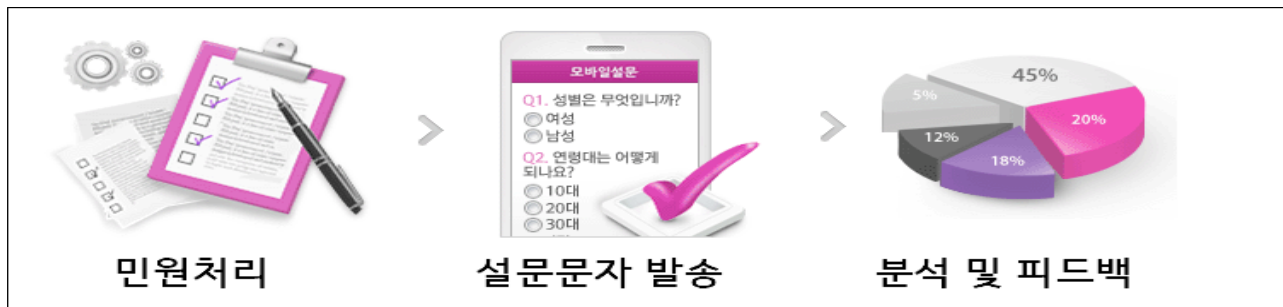 모바일설문
Q1. 성별은 무엇입니까?
여성
남성
Q2. 연령대는 어떻게
되나요?
10대
20대
30대
45%
5%
20%
12%
18%
민원처리
설문문자 발송
분석 및 피드백